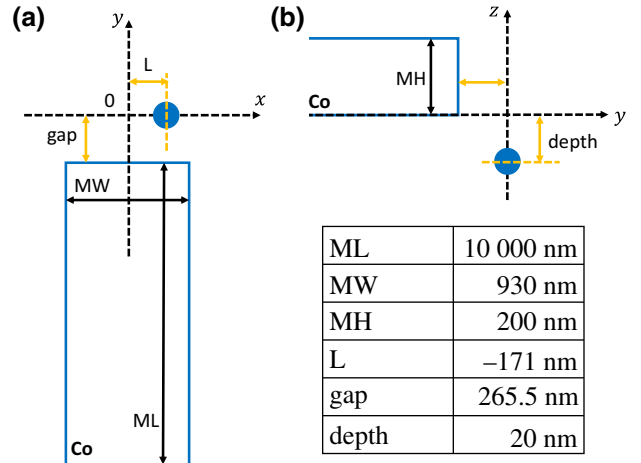 (a)
y
L
0
x
gap
MW
ML
Co
(b)
z
MH
Co
y
depth
ML 10 000 nm
MW 930 nm
MH 200 nm
L –171 nm
gap 265.5 nm
depth 20 nm